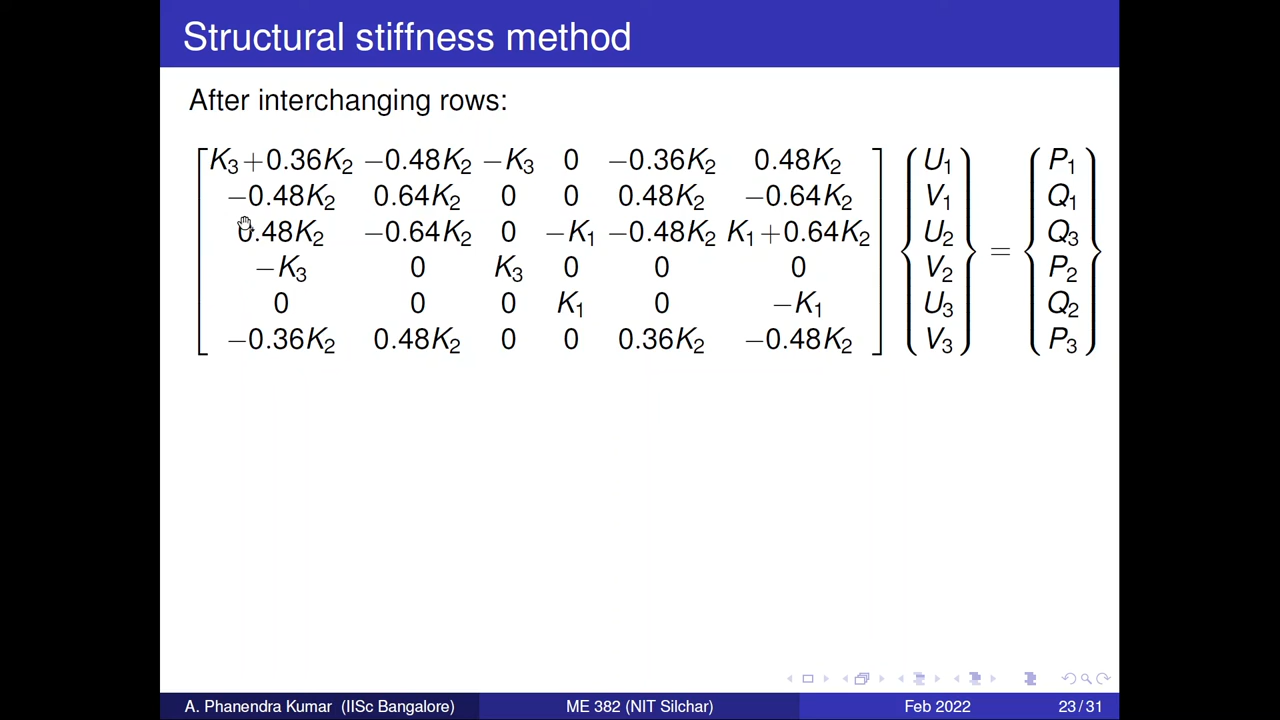 Structural stiffness method
After interchanging rows:
K₃+0.36K₂ −0.48K₂ −K₃ 0 −0.36K₂ 0.48K₂ U₁ P₁
−0.48K₂ 0.64K₂ 0 0 0.48K₂ −0.64K₂ V₁ Q₁
0.48K₂ −0.64K₂ 0 −K₁ −0.48K₂ K₁+0.64K₂ U₂ = Q₃
−K₃ 0 K₃ 0 0 0 V₂ P₂
0 0 0 K₁ 0 −K₁ U₃ Q₂
−0.36K₂ 0.48K₂ 0 0 0.36K₂ −0.48K₂ V₃ P₃
A. Phanendra Kumar (IISc Bangalore) ME 382 (NIT Silchar) Feb 2022 23/31